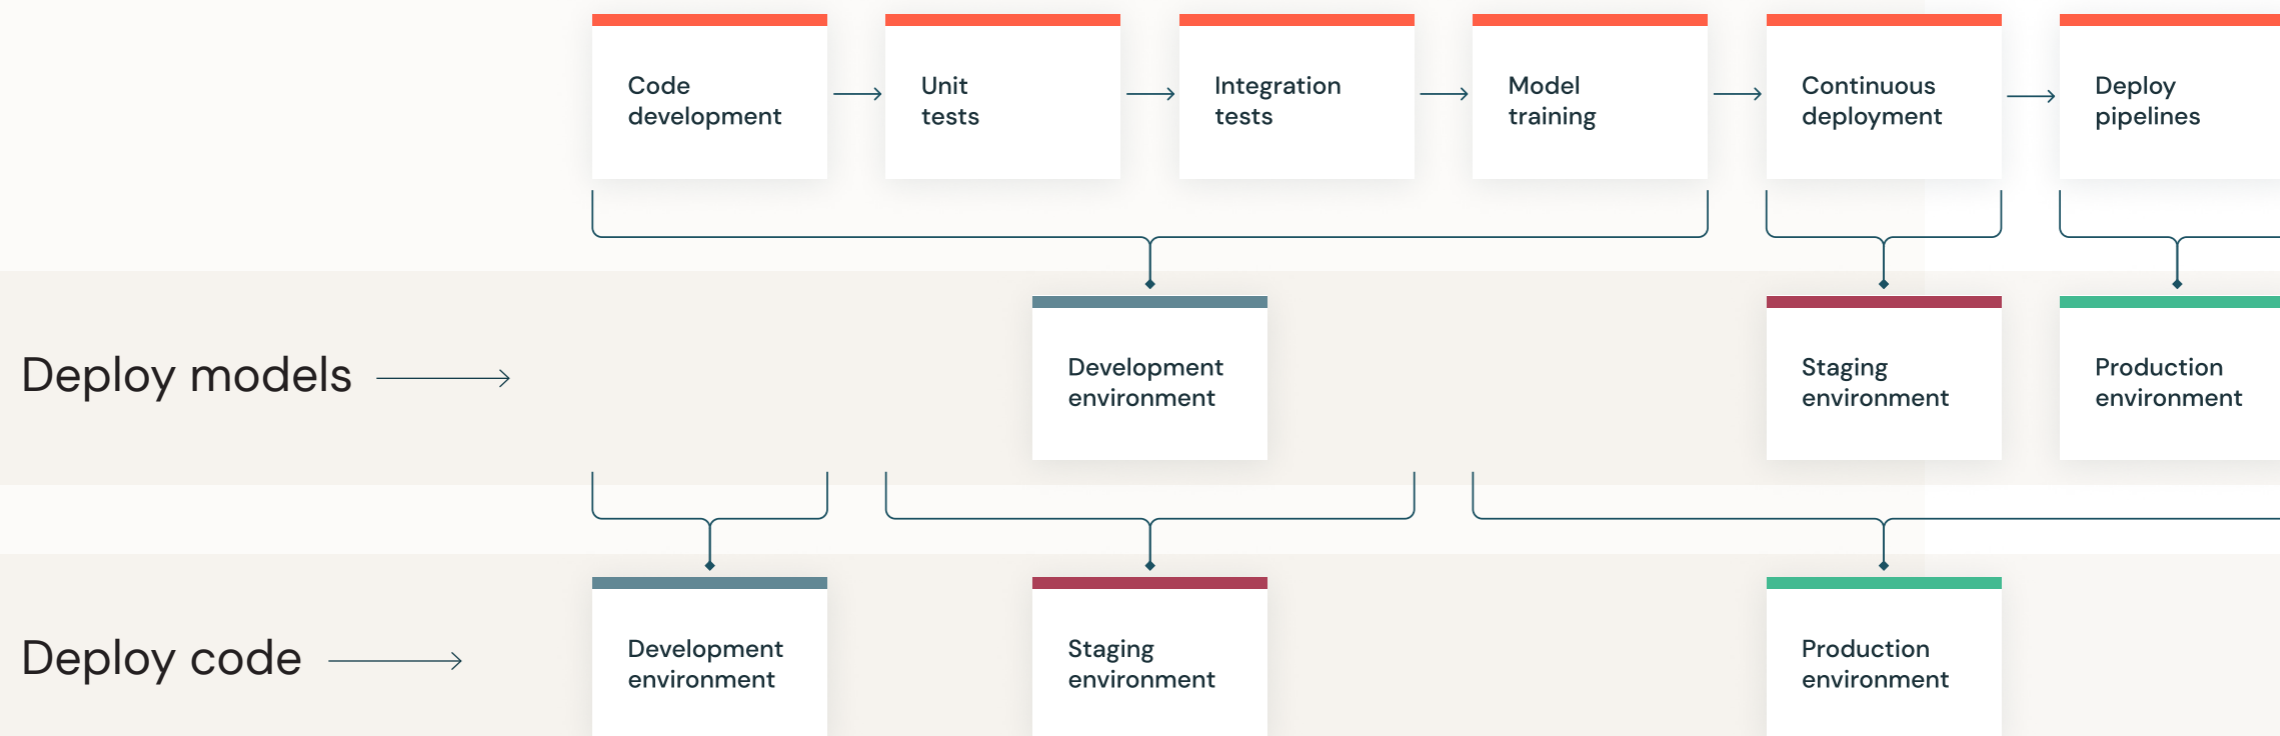 Code
development
Unit
tests
Integration
tests
Model
training
Continuous
deployment
Deploy
pipelines
Deploy models
Development
environment
Staging
environment
Production
environment
Deploy code
Development
environment
Staging
environment
Production
environment